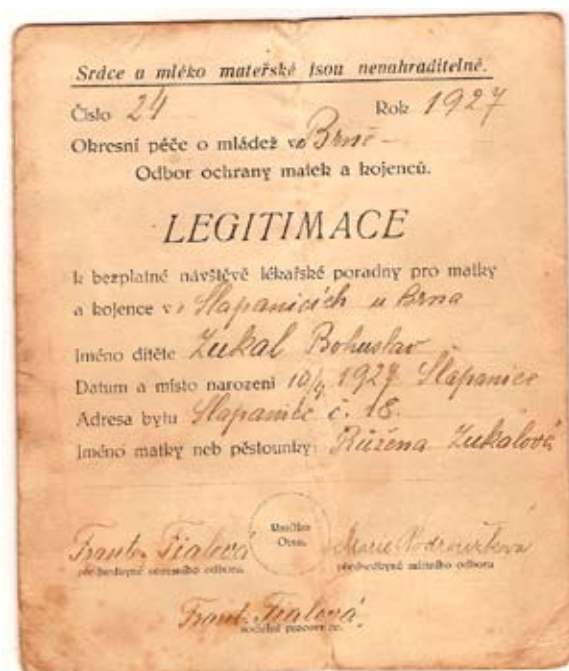 Srdce a mléko mateřské jsou nenahraditelné.
Číslo 24 Rok 1927
Okresní péče o mládež v Brně
Odbor ochrany matek a kojenců.
LEGITIMACE
k bezplatné návštěvě lékařské poradny pro matky
a kojence v Šlapanicích u Brna
Jméno dítěte Zukal Bohuslav
Datum a místo narození 10/4 1927 Šlapanice
Adresa bytu Šlapanice č. 18.
Jméno matky neb pěstounky: Růžena Zukalová
Frant. Fialová Marie
předsedkyně okresního odboru. předsedkyně místního odboru
Frant. Fialová.
sociální pracovnice.